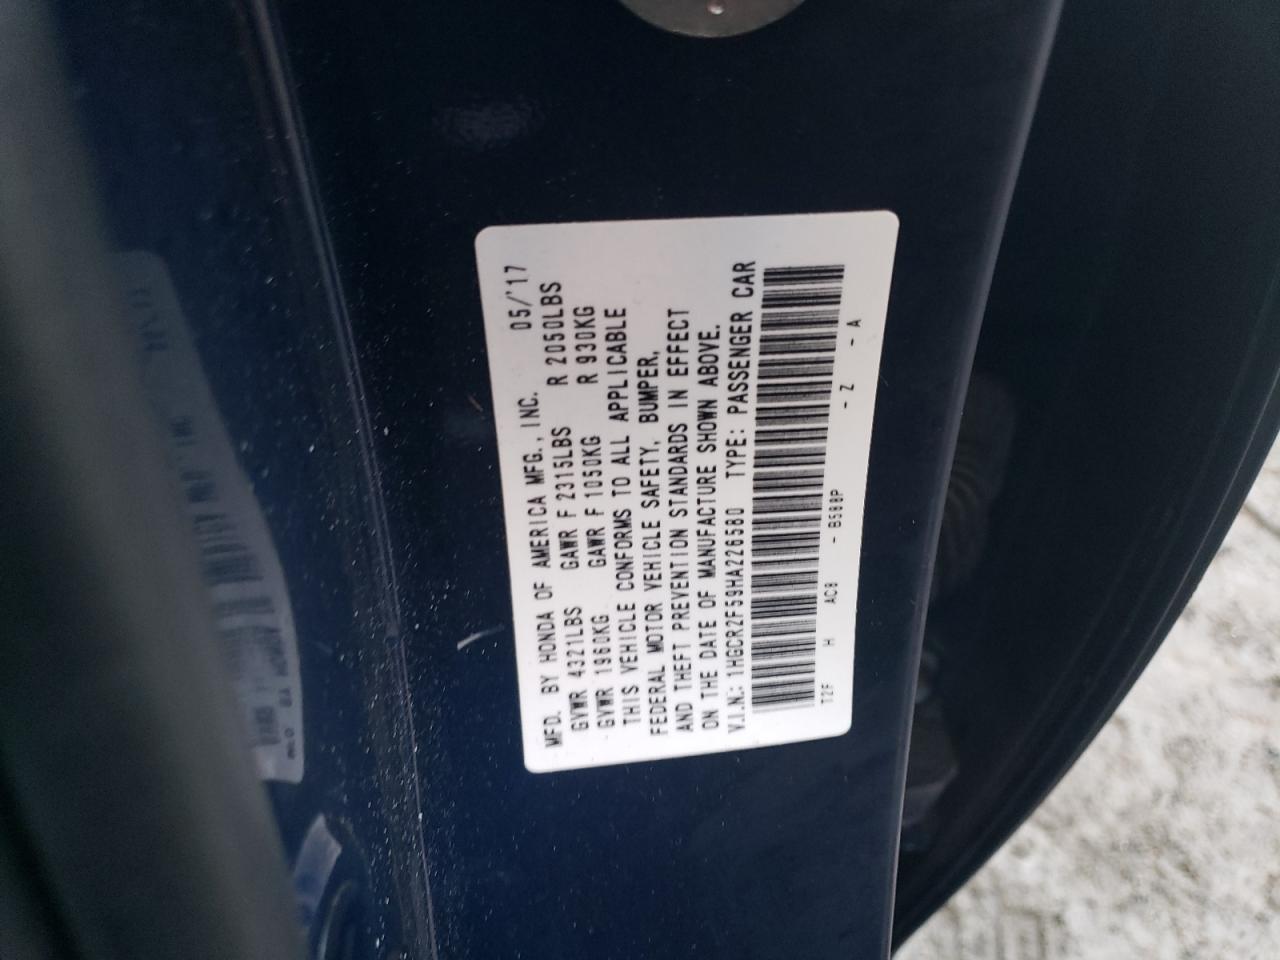 MFD. BY HONDA OF AMERICA MFG., INC. 05/'17
GVWR 4321LBS GAWR F 2315LBS R 2050LBS
GVWR 1960KG GAWR F 1050KG R 930KG
THIS VEHICLE CONFORMS TO ALL APPLICABLE
FEDERAL MOTOR VEHICLE SAFETY, BUMPER,
AND THEFT PREVENTION STANDARDS IN EFFECT
ON THE DATE OF MANUFACTURE SHOWN ABOVE.
V.I.N.: 1HGCR2F59HA226580 TYPE: PASSENGER CAR
T2F H AC8 - B588P - Z - A